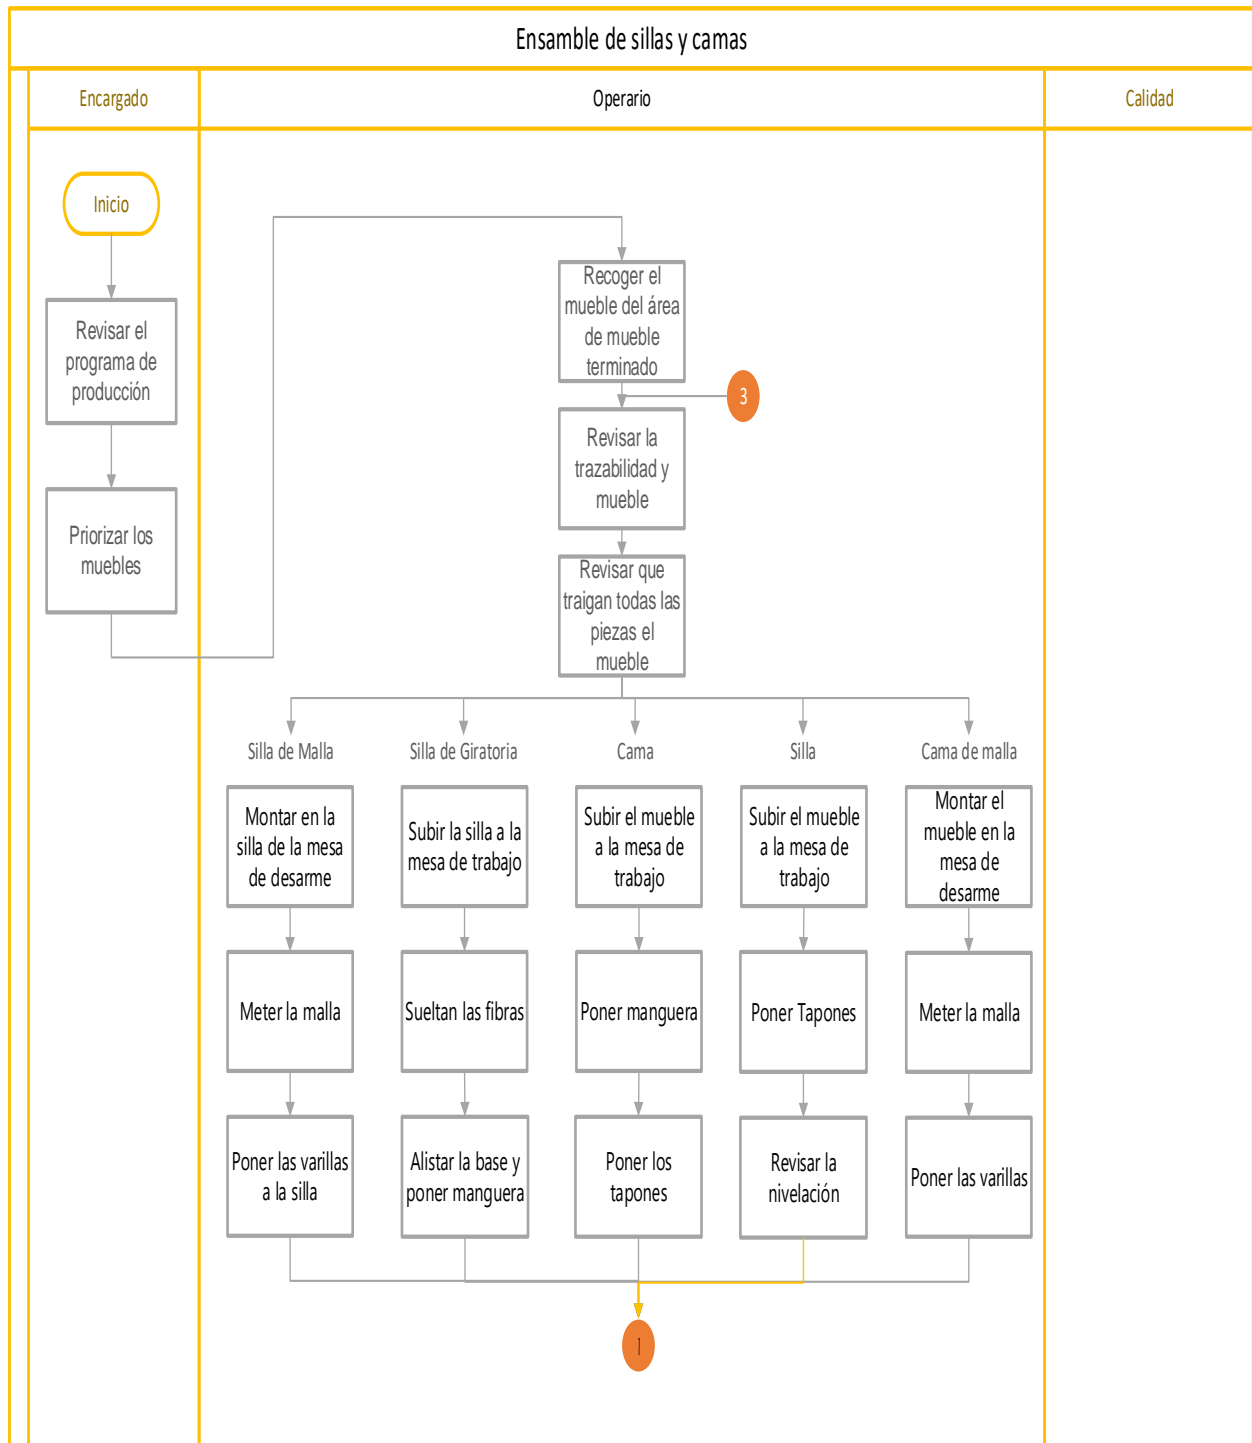 Ensamble de sillas y camas
Encargado
Operario
Calidad
Inicio
Revisar el
programa de
producción
Priorizar los
muebles
Recoger el
mueble del área
de mueble
terminado
3
Revisar la
trazabilidad y
mueble
Revisar que
traigan todas las
piezas el
mueble
Silla de Malla
Silla de Giratoria
Cama
Silla
Cama de malla
Montar en la
silla de la mesa
de desarme
Subir la silla a la
mesa de trabajo
Subir el mueble
a la mesa de
trabajo
Subir el mueble
a la mesa de
trabajo
Montar el
mueble en la
mesa de
desarme
Meter la malla
Sueltan las fibras
Poner manguera
Poner Tapones
Meter la malla
Poner las varillas
a la silla
Alistar la base y
poner manguera
Poner los
tapones
Revisar la
nivelación
Poner las varillas
1